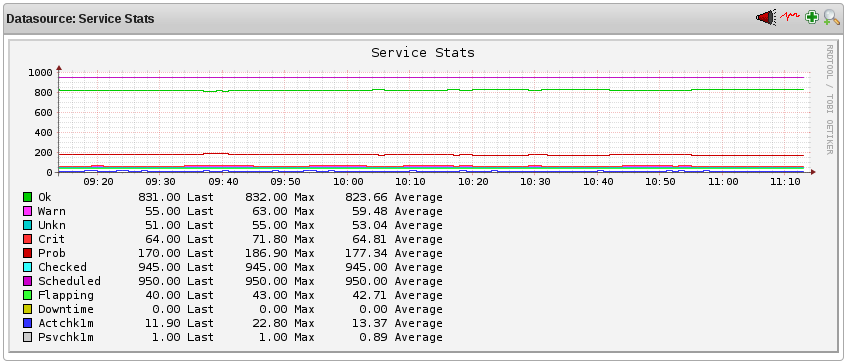 Datasource: Service Stats
Service Stats
RRDTOOL / TOBI OETIKER
1000
800
600
400
200
0
09:20 09:30 09:40 09:50 10:00 10:10 10:20 10:30 10:40 10:50 11:00 11:10
Ok 831.00 Last 832.00 Max 823.66 Average
Warn 55.00 Last 63.00 Max 59.48 Average
Unkn 51.00 Last 55.00 Max 53.04 Average
Crit 64.00 Last 71.80 Max 64.81 Average
Prob 170.00 Last 186.90 Max 177.34 Average
Checked 945.00 Last 945.00 Max 945.00 Average
Scheduled 950.00 Last 950.00 Max 950.00 Average
Flapping 40.00 Last 43.00 Max 42.71 Average
Downtime 0.00 Last 0.00 Max 0.00 Average
Actchk1m 11.90 Last 22.80 Max 13.37 Average
Psvchk1m 1.00 Last 1.00 Max 0.89 Average